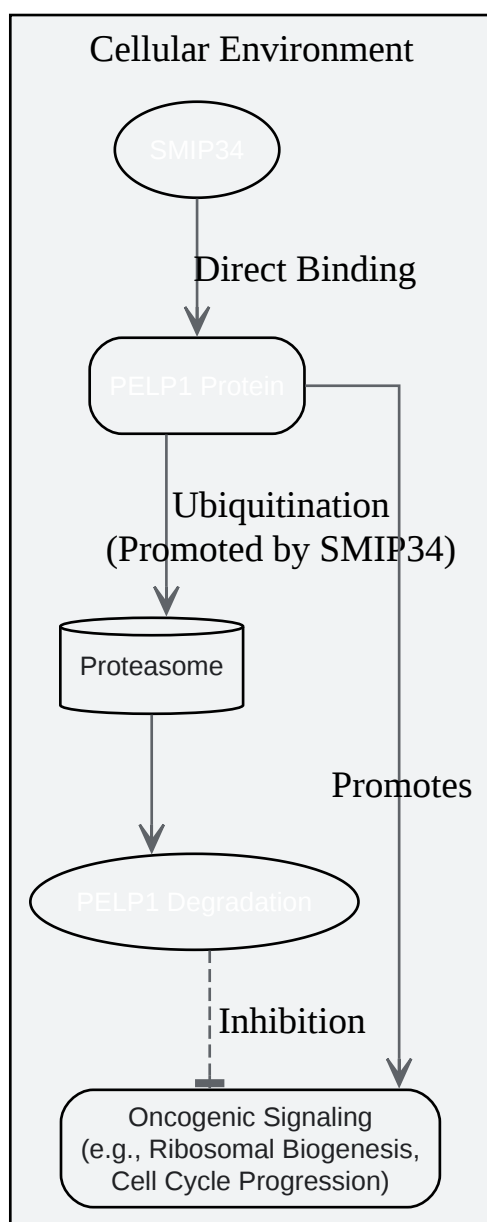 Cellular Environment
SMIP34
Direct Binding
PELP1 Protein
Ubiquitination
(Promoted by SMIP34)
Proteasome
Promotes
PELP1 Degradation
Inhibition
Oncogenic Signaling
(e.g., Ribosomal Biogenesis,
Cell Cycle Progression)